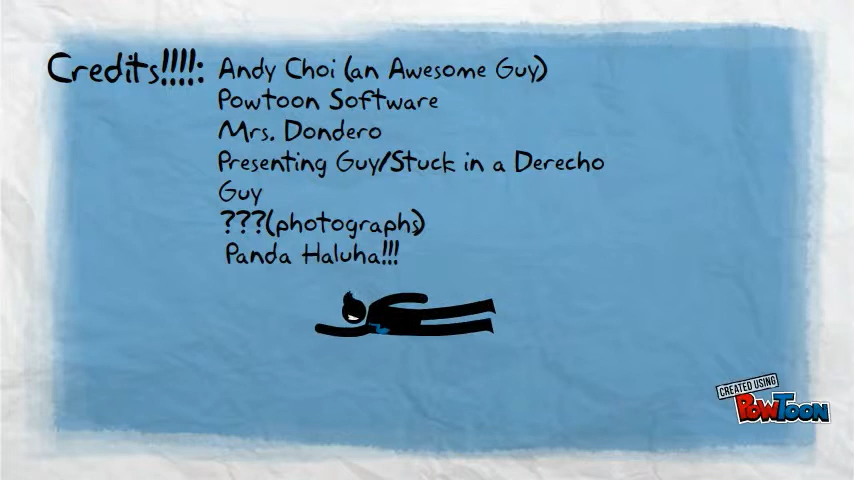 Credits!!!!: Andy Choi (an Awesome Guy)
Powtoon Software
Mrs. Dondero
Presenting Guy/Stuck in a Derecho
Guy
???(photographs)
Panda Haluha!!!
CREATED USING
POWTOON